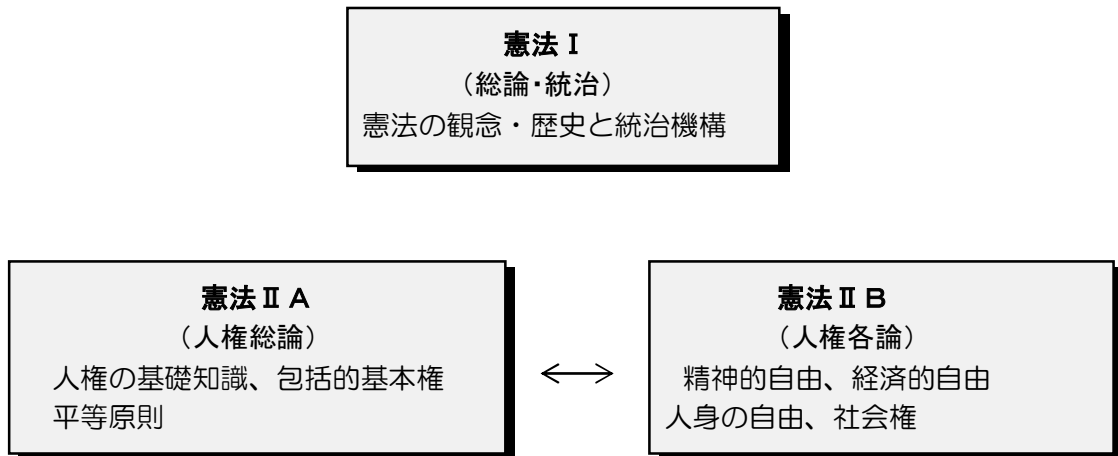 憲法Ⅰ
（総論・統治）
憲法の観念・歴史と統治機構
憲法ⅡＡ
（人権総論）
人権の基礎知識、包括的基本権
平等原則
憲法ⅡＢ
（人権各論）
精神的自由、経済的自由
人身の自由、社会権